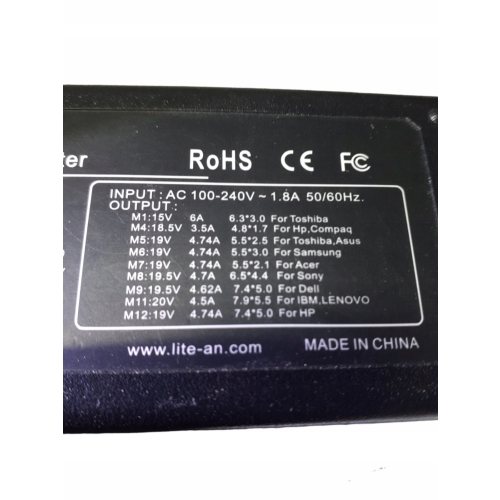 ter
RoHS CE FC
INPUT: AC 100-240V~1.8A 50/60Hz.
OUTPUT:
M1:15V 6A 6.3*3.0 For Toshiba
M4:18.5V 3.5A 4.8*1.7 For Hp,Compaq
M5:19V 4.74A 5.5*2.5 For Toshiba,Asus
M6:19V 4.74A 5.5*3.0 For Samsung
M7:19V 4.74A 5.5*2.1 For Acer
M8:19.5V 4.7A 6.5*4.4 For Sony
M9:19.5V 4.62A 7.4*5.0 For Dell
M11:20V 4.5A 7.9*5.5 For IBM,LENOVO
M12:19V 4.74A 7.4*5.0 For HP
www.lite-an.com MADE IN CHINA